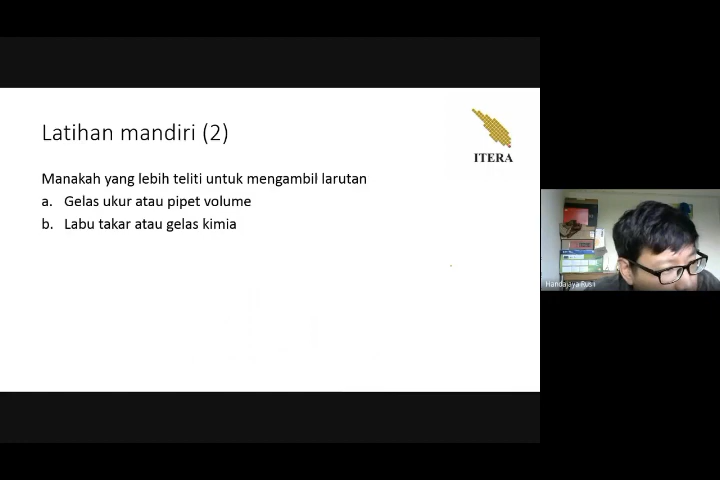 Latihan mandiri (2)
ITERA
Manakah yang lebih teliti untuk mengambil larutan
a. Gelas ukur atau pipet volume
b. Labu takar atau gelas kimia
Handajaya Rusli